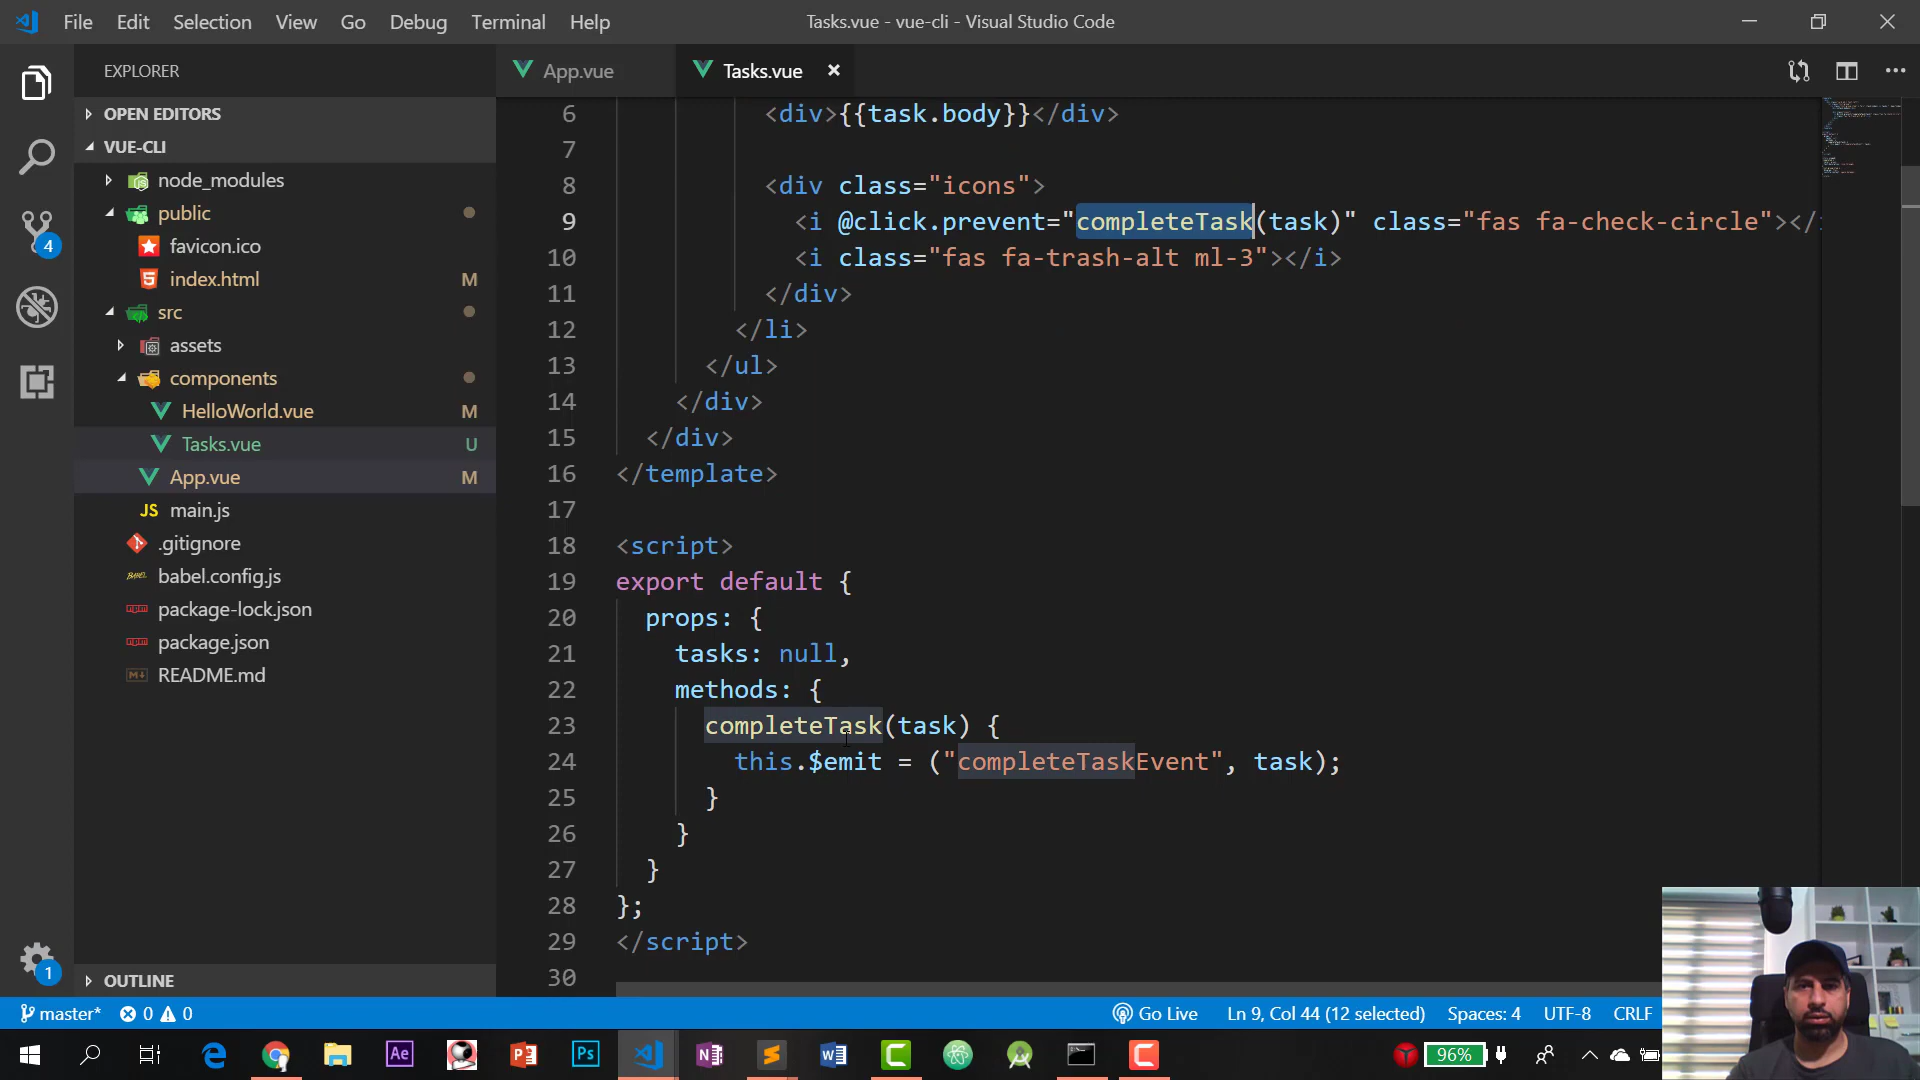 File Edit Selection View Go Debug Terminal Help
Tasks.vue - vue-cli - Visual Studio Code
EXPLORER
App.vue
Tasks.vue
OPEN EDITORS
VUE-CLI
node_modules
public
favicon.ico
index.html M
src
assets
components
HelloWorld.vue M
Tasks.vue U
App.vue M
JS main.js
.gitignore
babel.config.js
package-lock.json
package.json
README.md
4
1
OUTLINE
6 <div>{{task.body}}</div>
7
8 <div class="icons">
9 <i @click.prevent="completeTask(task)" class="fas fa-check-circle"></i
10 <i class="fas fa-trash-alt ml-3"></i>
11 </div>
12 </li>
13 </ul>
14 </div>
15 </div>
16 </template>
17
18 <script>
19 export default {
20 props: {
21 tasks: null,
22 methods: {
23 completeTask(task) {
24 this.$emit = ("completeTaskEvent", task);
25 }
26 }
27 }
28 };
29 </script>
30
master* 0 0
Go Live Ln 9, Col 44 (12 selected) Spaces: 4 UTF-8 CRLF
Ae Ps 96%